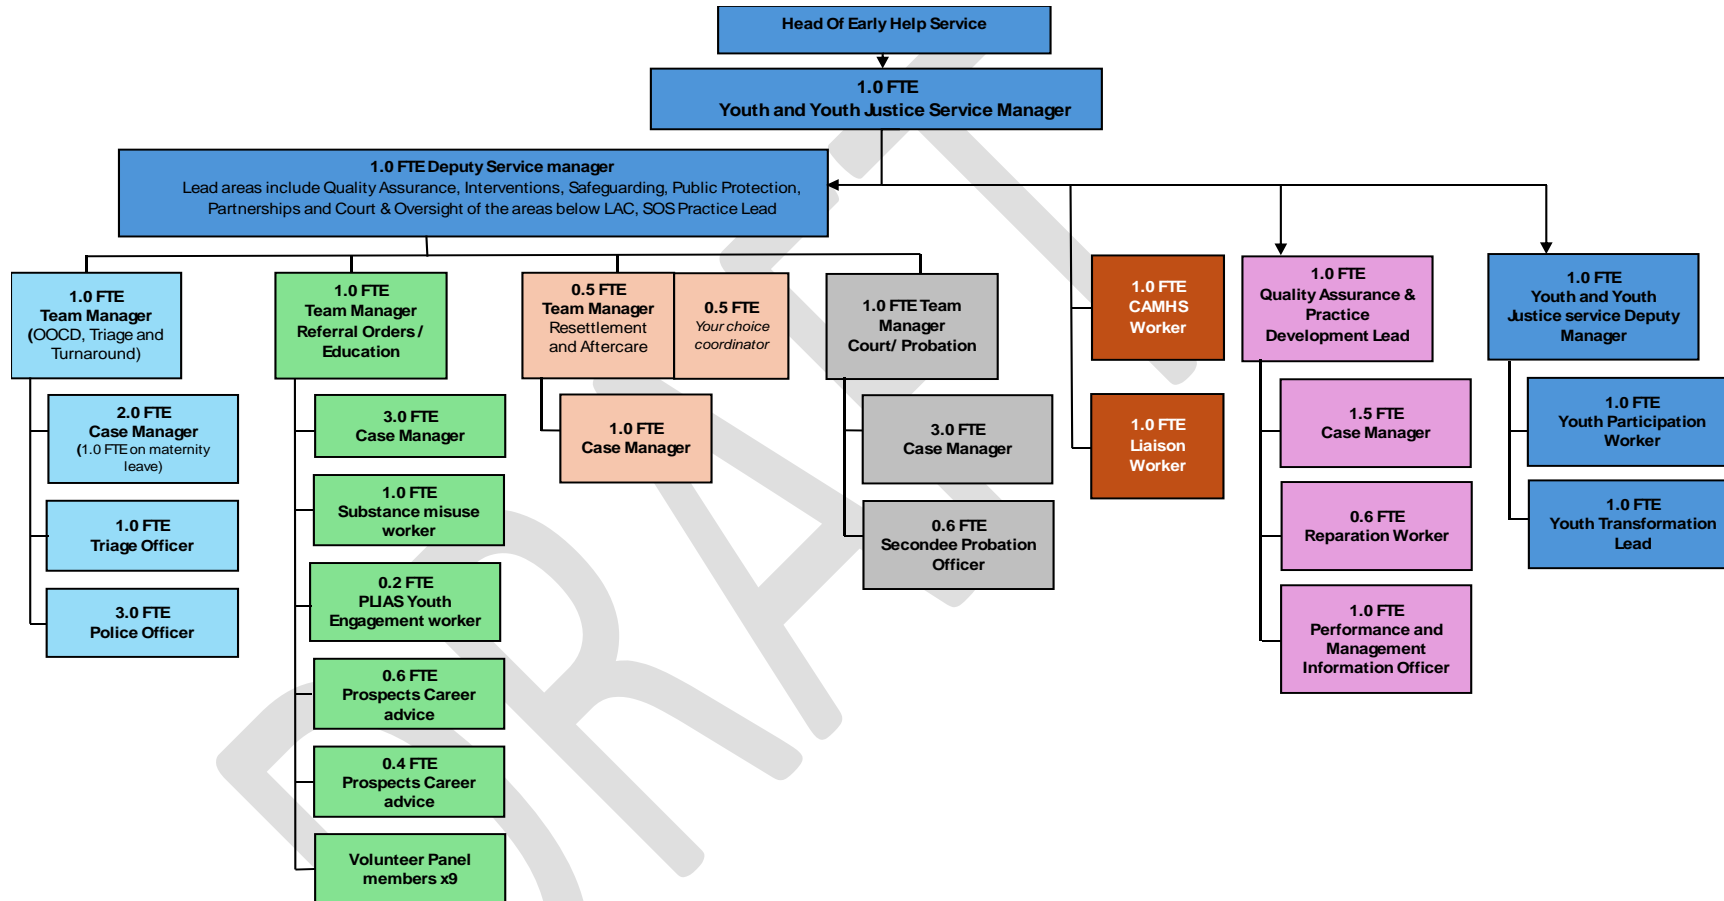 Head Of Early Help Service
1.0 FTE
Youth and Youth Justice Service Manager
1.0 FTE Deputy Service manager
Lead areas include Quality Assurance, Interventions, Safeguarding, Public Protection,
Partnerships and Court & Oversight of the areas below LAC, SOS Practice Lead
1.0 FTE
Team Manager
(OOCD, Triage and
Turnaround)
2.0 FTE
Case Manager
(1.0 FTE on maternity
leave)
1.0 FTE
Triage Officer
3.0 FTE
Police Officer
1.0 FTE
Team Manager
Referral Orders /
Education
3.0 FTE
Case Manager
1.0 FTE
Substance misuse
worker
0.2 FTE
PLIAS Youth
Engagement worker
0.6 FTE
Prospects Career
advice
0.4 FTE
Prospects Career
advice
Volunteer Panel
members x9
0.5 FTE
Team Manager
Resettlement
and Aftercare
0.5 FTE
Your choice
coordinator
1.0 FTE
Case Manager
1.0 FTE Team
Manager
Court/ Probation
3.0 FTE
Case Manager
0.6 FTE
Secondee Probation
Officer
1.0 FTE
CAMHS
Worker
1.0 FTE
Liaison
Worker
1.0 FTE
Quality Assurance &
Practice
Development Lead
1.5 FTE
Case Manager
0.6 FTE
Reparation Worker
1.0 FTE
Performance and
Management
Information Officer
1.0 FTE
Youth and Youth
Justice service Deputy
Manager
1.0 FTE
Youth Participation
Worker
1.0 FTE
Youth Transformation
Lead
DRAFT